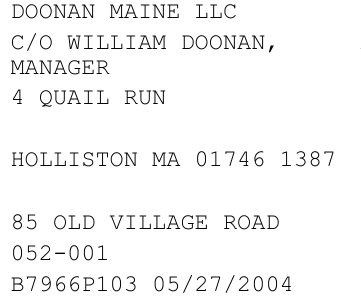 DOONAN MAINE LLC
C/O WILLIAM DOONAN,
MANAGER
4 QUAIL RUN
HOLLISTON MA 01746 1387
85 OLD VILLAGE ROAD
052-001
B7966P103 05/27/2004